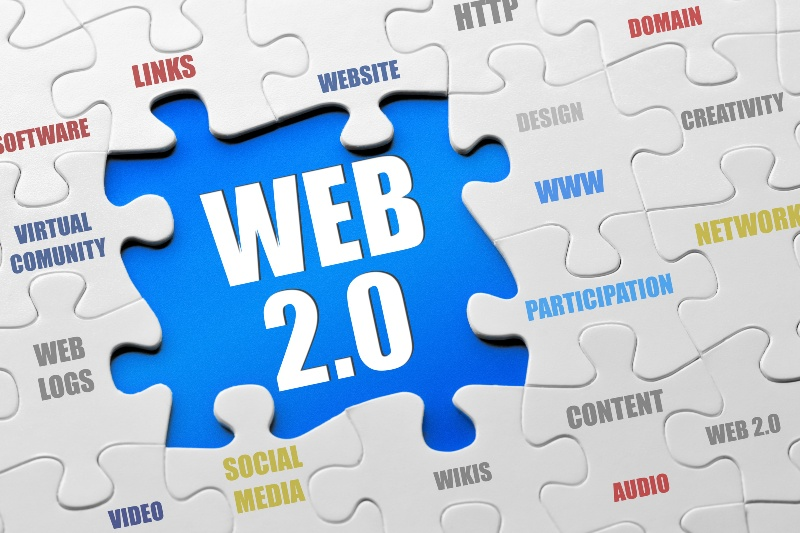 HTTP
DOMAIN
LINKS
WEBSITE
SOFTWARE
DESIGN
CREATIVITY
WWW
VIRTUAL
COMUNITY
NETWORK
WEB
2.0
PARTICIPATION
WEB
LOGS
CONTENT
WEB 2.0
SOCIAL
MEDIA
WIKIS
AUDIO
VIDEO